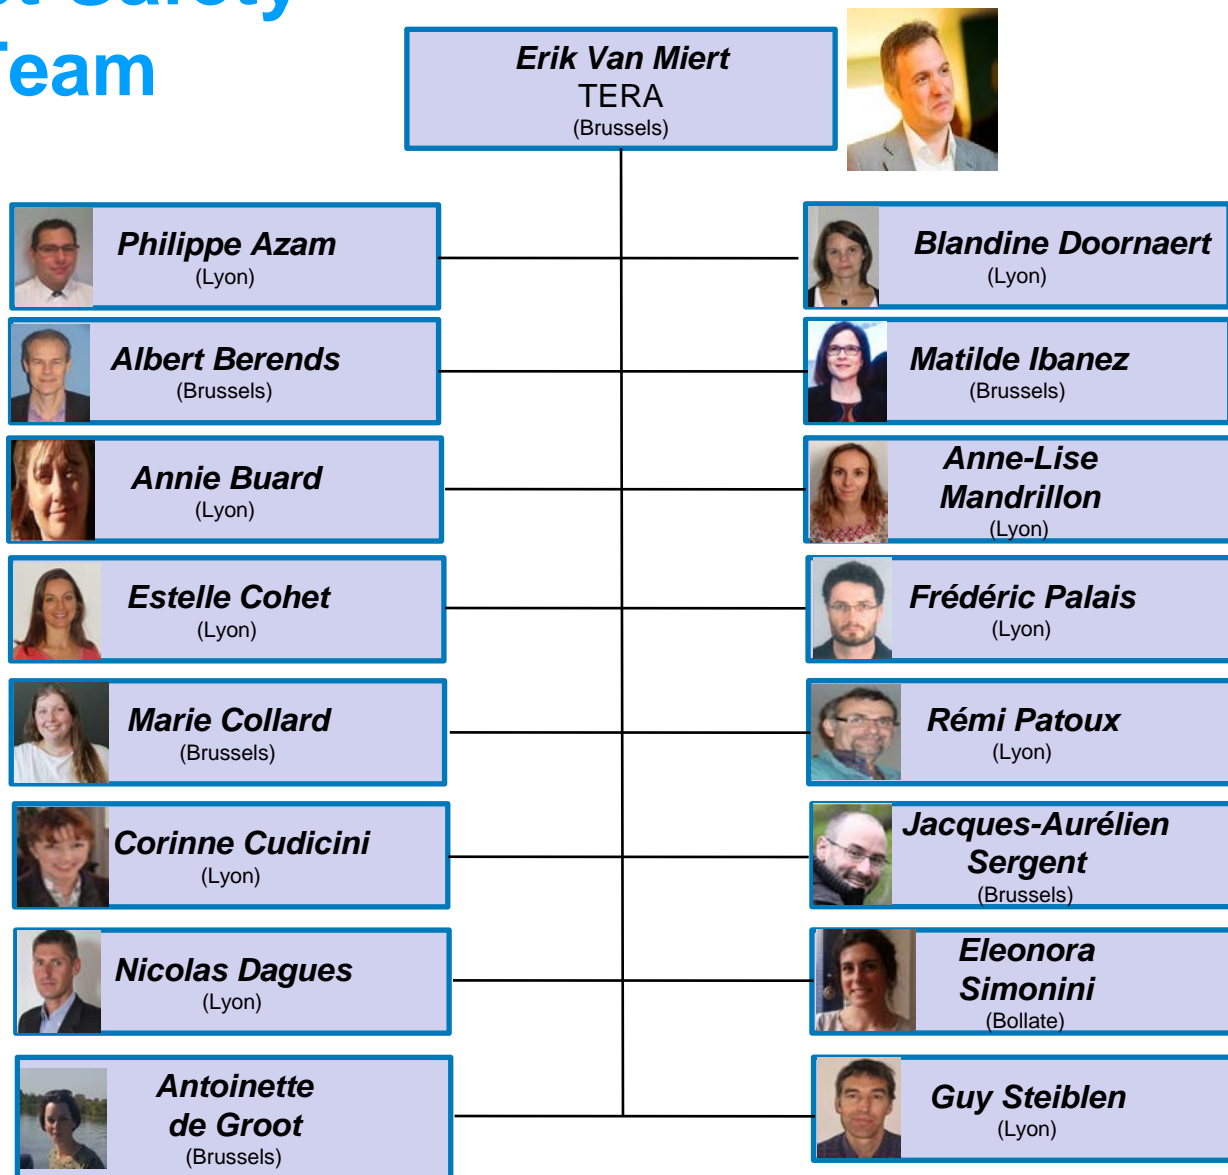 Safety
Team
Erik Van Miert
TERA
(Brussels)
Philippe Azam
(Lyon)
Albert Berends
(Brussels)
Annie Buard
(Lyon)
Estelle Cohet
(Lyon)
Marie Collard
(Brussels)
Corinne Cudicini
(Lyon)
Nicolas Dagues
(Lyon)
Antoinette
de Groot
(Brussels)
Blandine Doornaert
(Lyon)
Matilde Ibanez
(Brussels)
Anne-Lise
Mandrillon
(Lyon)
Frédéric Palais
(Lyon)
Rémi Patoux
(Lyon)
Jacques-Aurélien
Sergent
(Brussels)
Eleonora
Simonini
(Bollate)
Guy Steiblen
(Lyon)